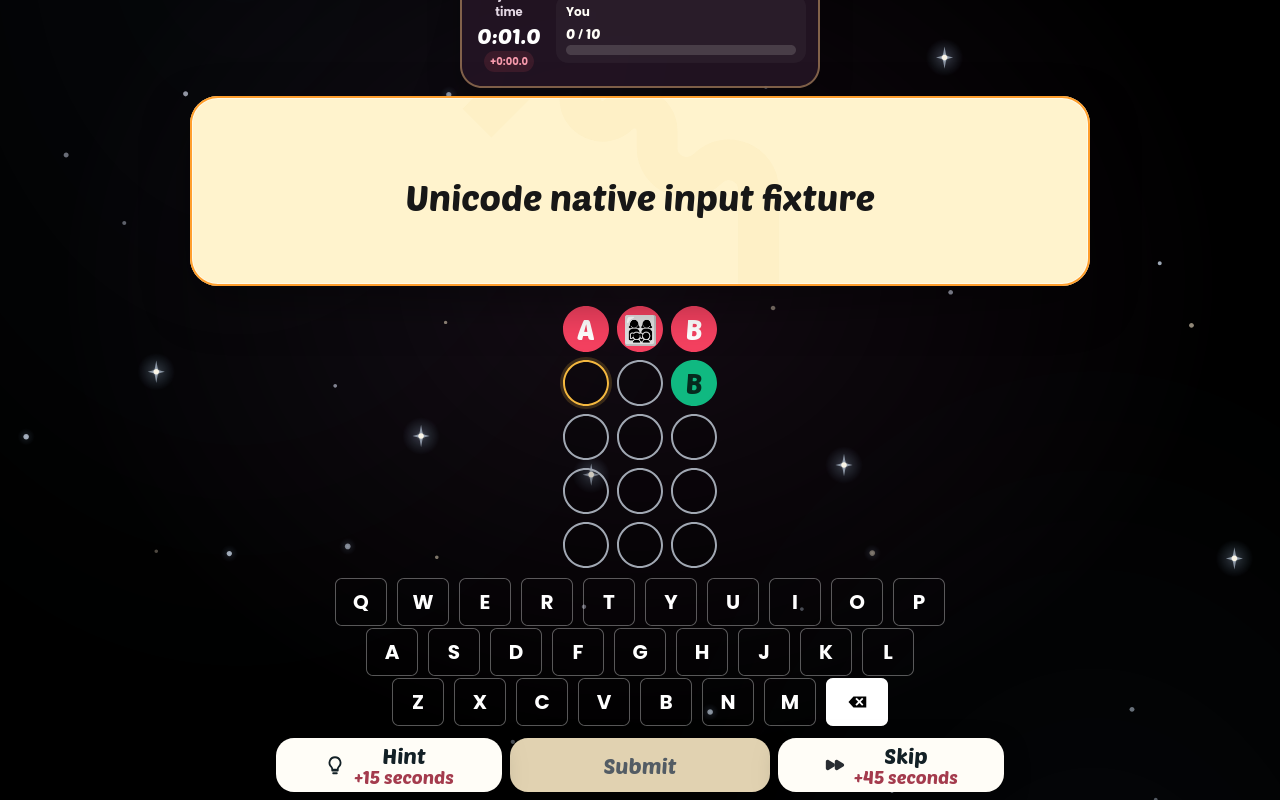 time
0:01.0
+0:00.0
You
0 / 10
Unicode native input fixture
A 👩‍👩‍👧‍👦 B
B
Q W E R T Y U I O P
A S D F G H J K L
Z X C V B N M
Hint
+15 seconds
Submit
Skip
+45 seconds